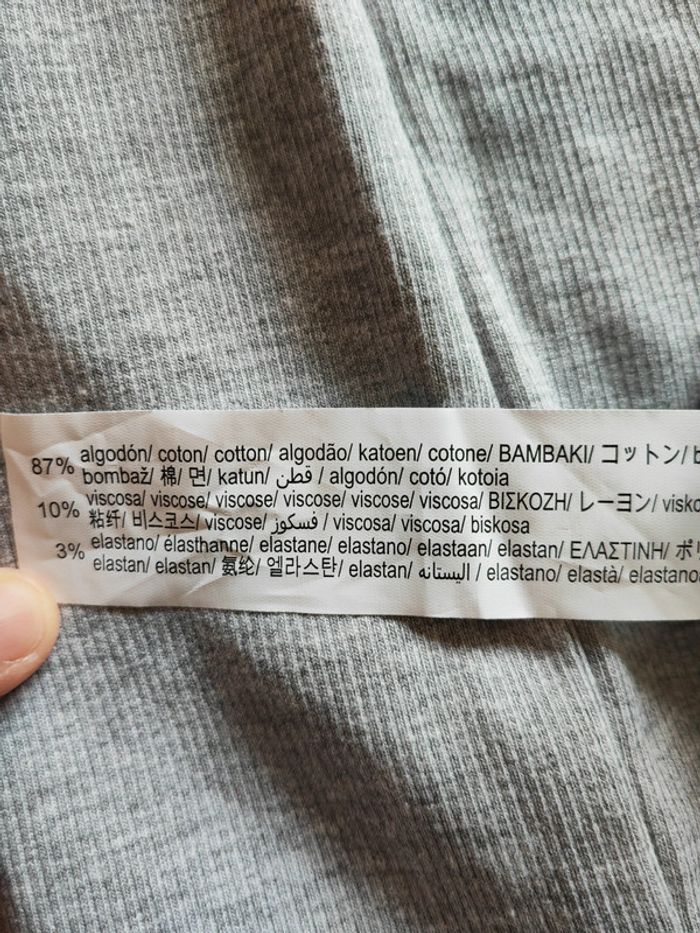 87% algodón/ coton/ cotton/ algodão/ katoen/ cotone/ ΒΑΜΒΑΚΙ/ コットン/
bombaž/ 棉/ 면/ katun/ قطن / algodón/ cotó/ kotoia
10% viscosa/ viscose/ viscose/ viscose/ viscose/ viscosa/ ΒΙΣΚΟΖΗ/ レーヨン/
粘纤/ 비스코스/ viscose/ فسكوز / viscosa/ viscosa/ biskosa
3% elastano/ élasthanne/ elastane/ elastano/ elastaan/ elastan/ ΕΛΑΣΤΙΝΗ/
elastan/ elastan/ 氨纶/ 엘라스탄/ elastan/ اليستانه / elastano/ elastà/ elastano